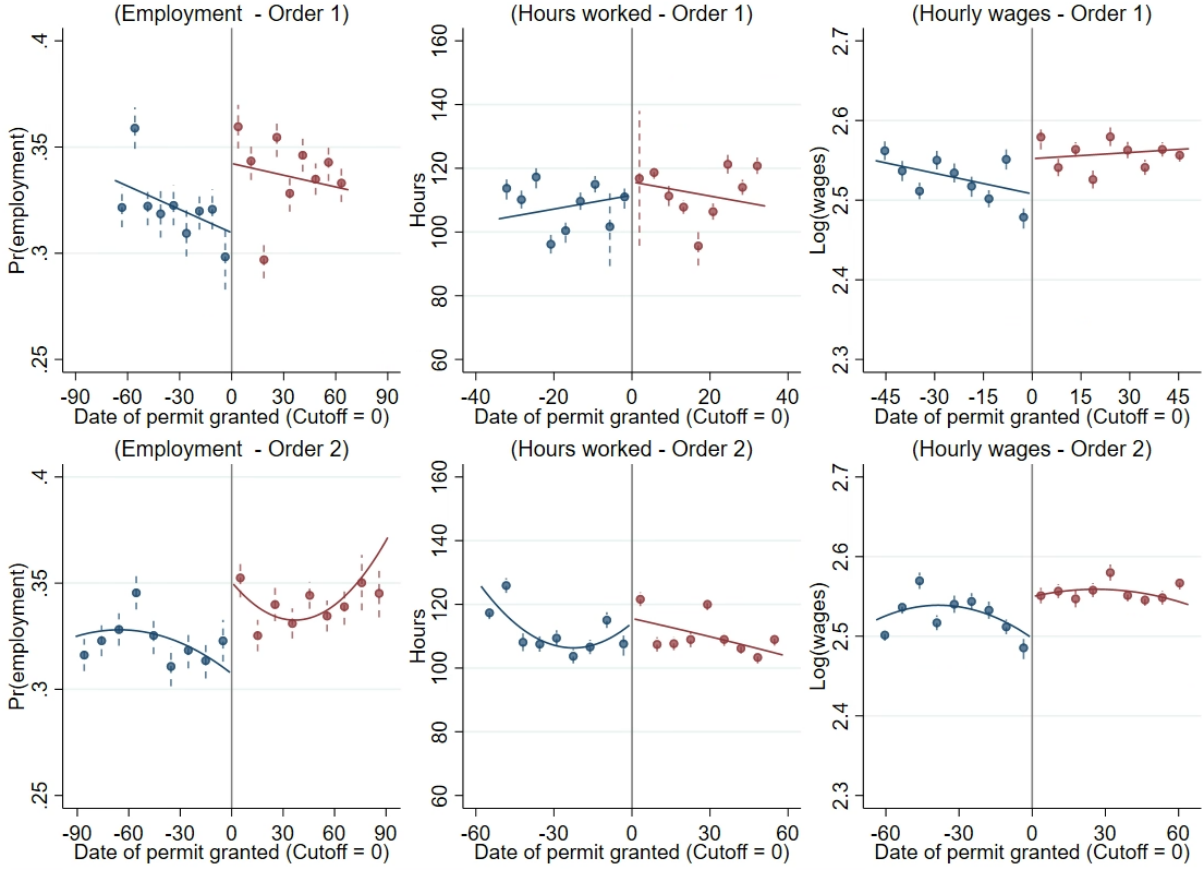 (Employment  - Order 1)
Pr(employment)
.4
.35
.3
.25
-90 -60 -30 0 30 60 90
Date of permit granted (Cutoff = 0)
(Hours worked - Order 1)
Hours
160
140
120
100
80
60
-40 -20 0 20 40
Date of permit granted (Cutoff = 0)
(Hourly wages - Order 1)
Log(wages)
2.7
2.6
2.5
2.4
2.3
-45 -30 -15 0 15 30 45
Date of permit granted (Cutoff = 0)
(Employment  - Order 2)
Pr(employment)
.4
.35
.3
.25
-90 -60 -30 0 30 60 90
Date of permit granted (Cutoff = 0)
(Hours worked - Order 2)
Hours
160
140
120
100
80
60
-60 -30 0 30 60
Date of permit granted (Cutoff = 0)
(Hourly wages - Order 2)
Log(wages)
2.7
2.6
2.5
2.4
2.3
-60 -30 0 30 60
Date of permit granted (Cutoff = 0)